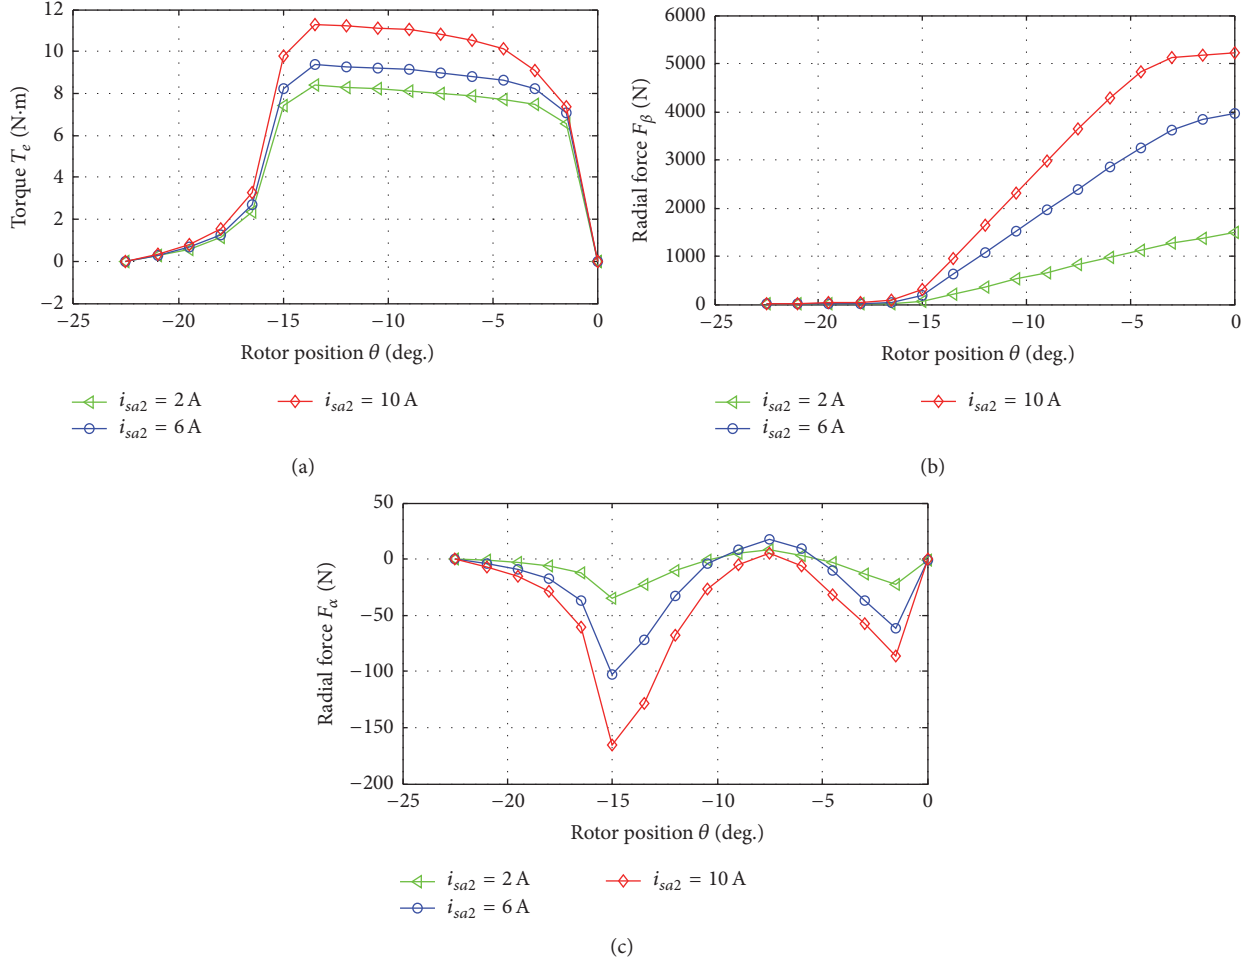 12
10
8
6
4
2
0
−2
Torque Te (N·m)
−25 −20 −15 −10 −5 0
Rotor position θ (deg.)
isa2 = 2 A
isa2 = 10 A
isa2 = 6 A
(a)
6000
5000
4000
3000
2000
1000
0
Radial force Fβ (N)
−25 −20 −15 −10 −5 0
Rotor position θ (deg.)
isa2 = 2 A
isa2 = 10 A
isa2 = 6 A
(b)
50
0
−50
−100
−150
−200
Radial force Fα (N)
−25 −20 −15 −10 −5 0
Rotor position θ (deg.)
isa2 = 2 A
isa2 = 10 A
isa2 = 6 A
(c)